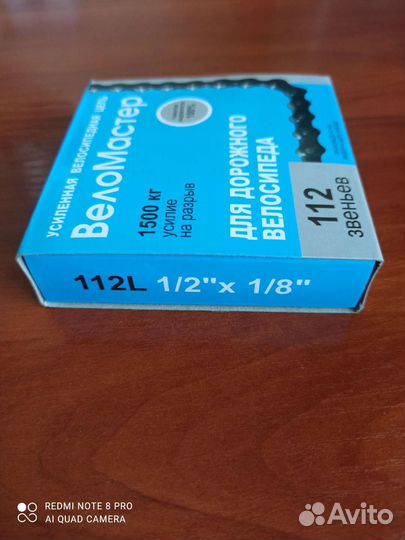 УСИЛЕННАЯ ВЕЛОСИПЕДНАЯ ЦЕПЬ
ВелоМастер
1500 кг
усилие
на разрыв
ДЛЯ ДОРОЖНОГО
ВЕЛОСИПЕДА
112
звеньев
112L 1/2"x 1/8"
REDMI NOTE 8 PRO
AI QUAD CAMERA
Avito